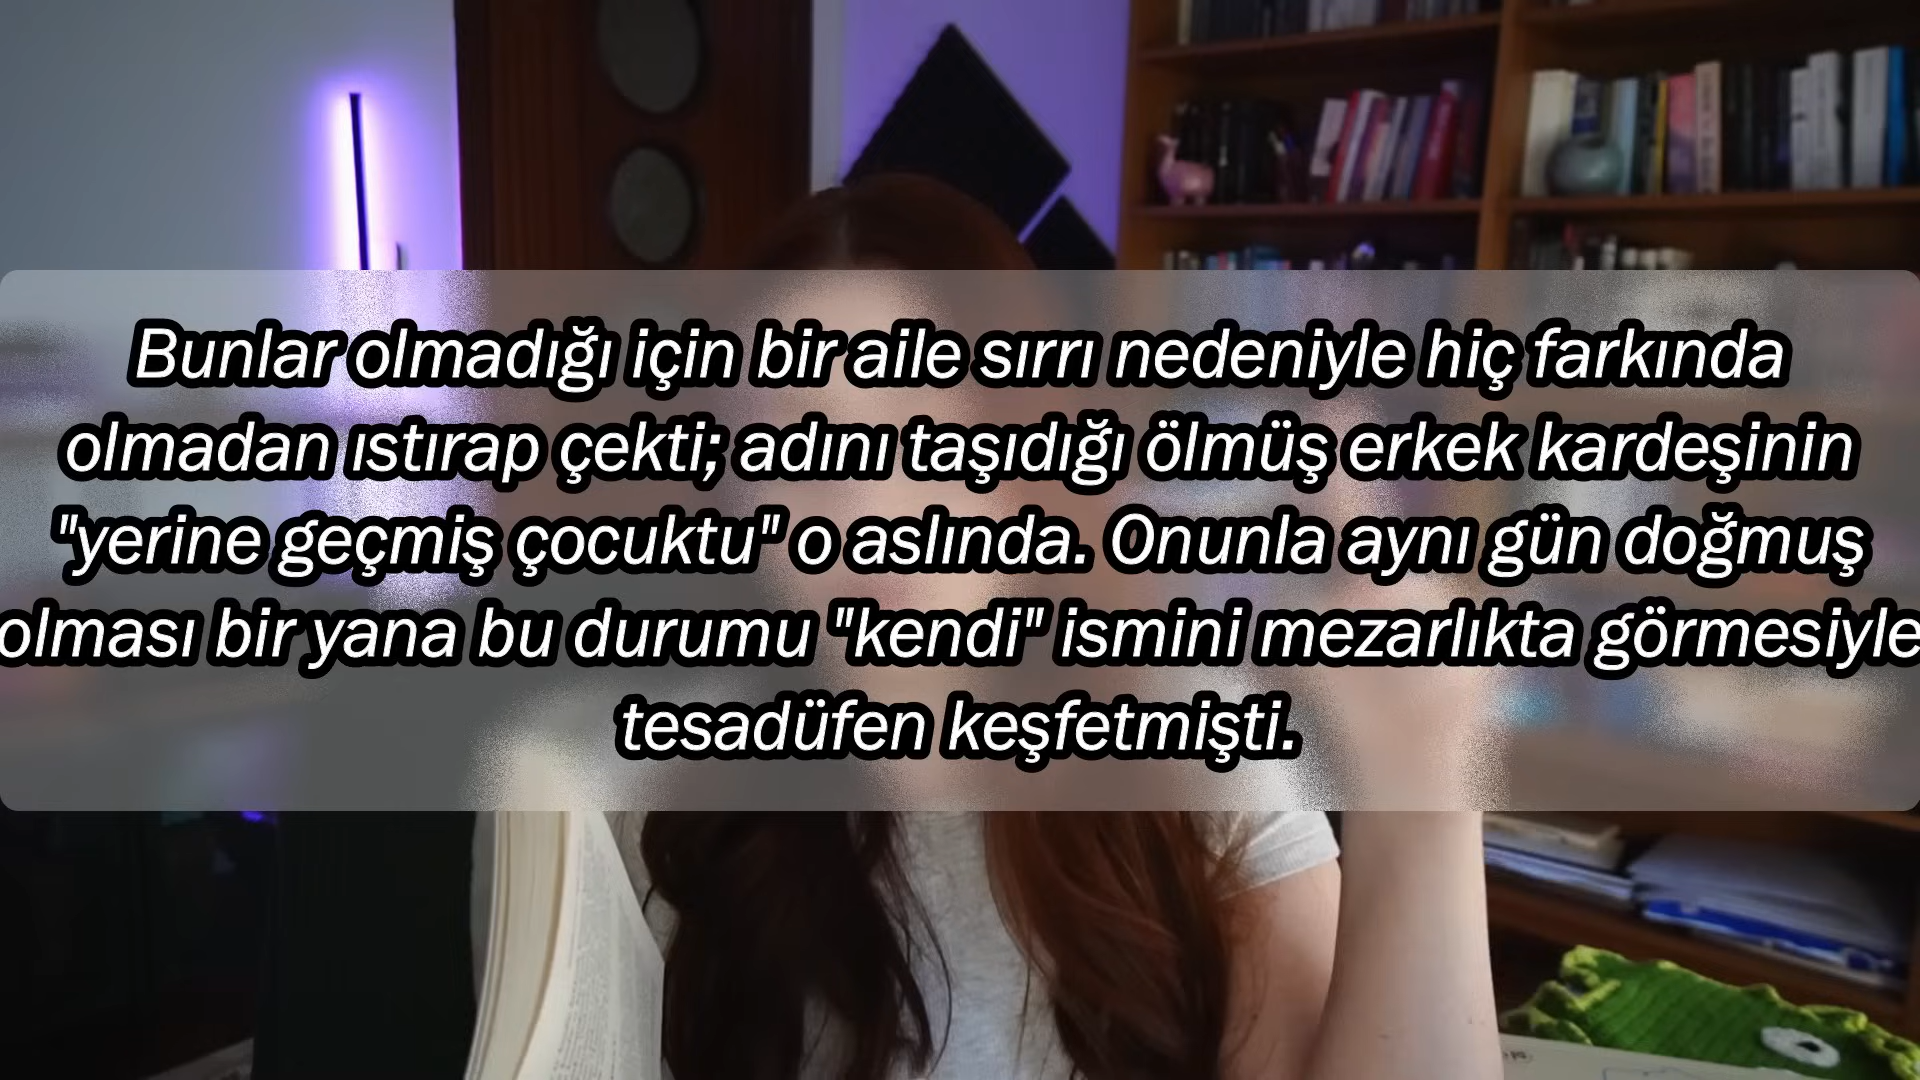 Bunlar olmadığı için bir aile sırrı nedeniyle hiç farkında
olmadan ıstırap çekti; adını taşıdığı ölmüş erkek kardeşinin
"yerine geçmiş çocuktu" o aslında. Onunla aynı gün doğmuş
olması bir yana bu durumu "kendi" ismini mezarlıkta görmesiyle
tesadüfen keşfetmişti.